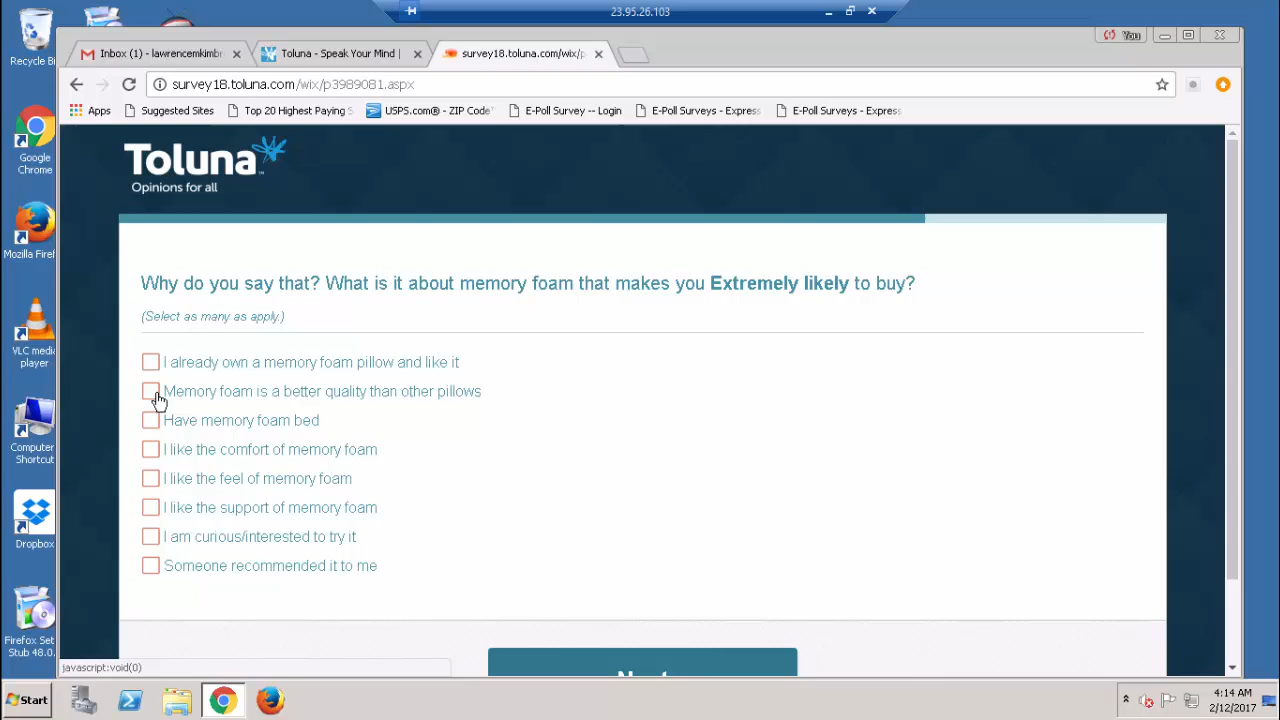 23.95.26.103
Recycle Bi
Inbox (1) - lawrencemkimbr
Toluna - Speak Your Mind |
survey18.toluna.com/wix/p
You
survey18.toluna.com/wix/p3989081.aspx
Apps
Suggested Sites
Top 20 Highest Paying S
USPS.com® - ZIP Code
E-Poll Survey -- Login
E-Poll Surveys - Express
E-Poll Surveys - Express
Google
Chrome
Toluna
Opinions for all
Mozilla Firef
Why do you say that? What is it about memory foam that makes you Extremely likely to buy?
(Select as many as apply.)
VLC medi
player
I already own a memory foam pillow and like it
Memory foam is a better quality than other pillows
Have memory foam bed
I like the comfort of memory foam
Computer
Shortcut
I like the feel of memory foam
I like the support of memory foam
I am curious/interested to try it
Dropbox
Someone recommended it to me
Firefox Set
Stub 48.0.
javascript:void(0)
Next
Start
4:14 AM
2/12/2017